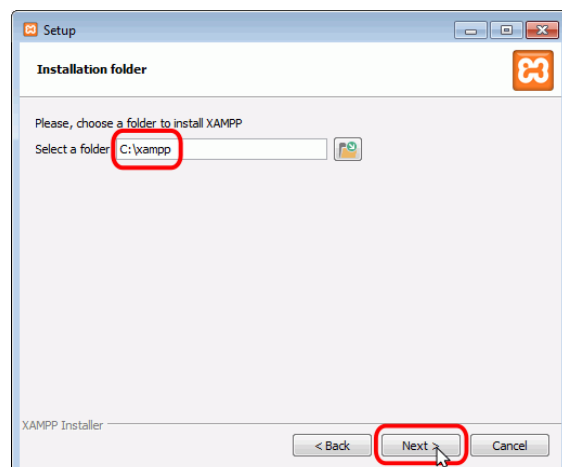 Setup
Installation folder
Please, choose a folder to install XAMPP
Select a folder C:\xampp
XAMPP Installer
< Back Next > Cancel